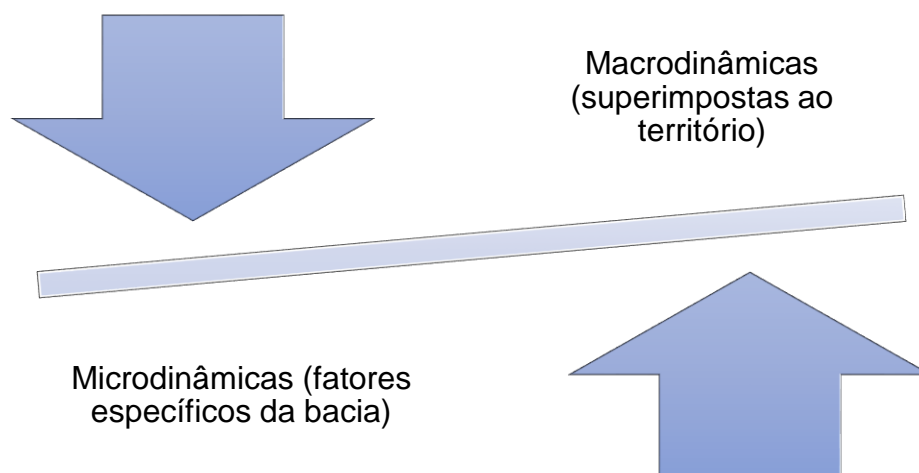 Macrodinâmicas
(superimpostas ao
território)
Microdinâmicas (fatores
específicos da bacia)